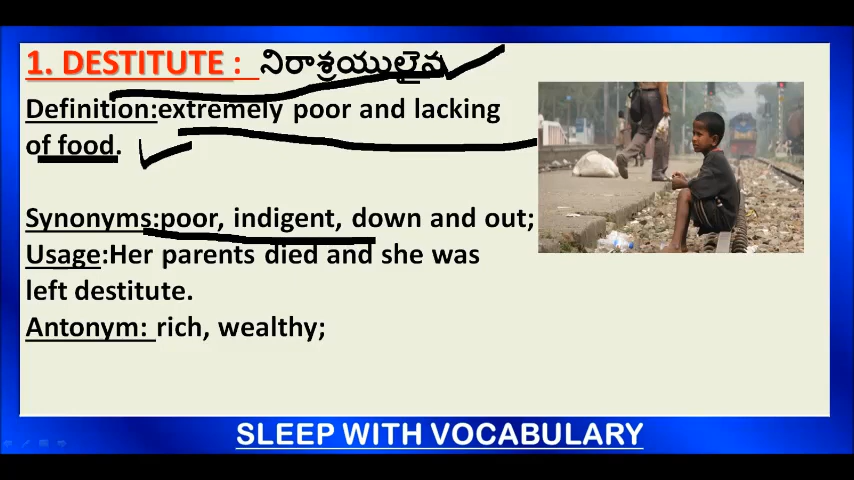 1. DESTITUTE : నిరాశ్రయులైన
Definition:extremely poor and lacking
of food.
Synonyms:poor, indigent, down and out;
Usage:Her parents died and she was
left destitute.
Antonym: rich, wealthy;
SLEEP WITH VOCABULARY